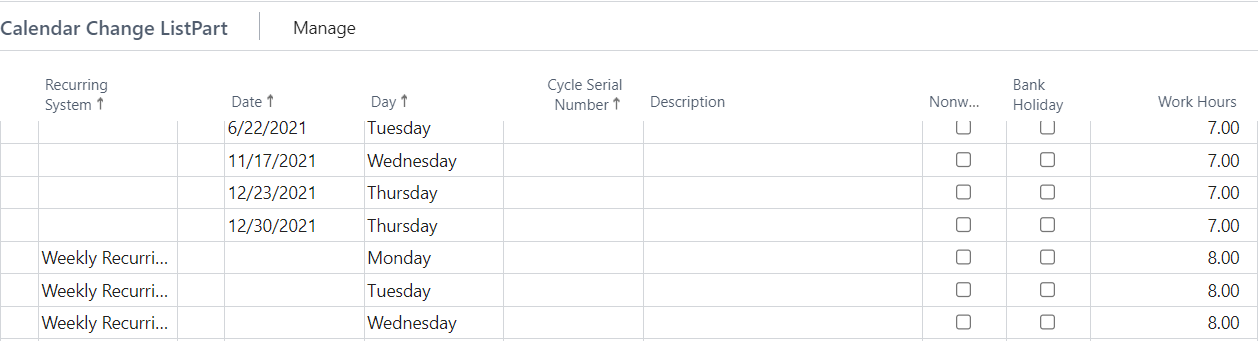 Calendar Change ListPart Manage
Recurring System ↑ Date ↑ Day ↑ Cycle Serial Number ↑ Description Nonw... Bank Holiday Work Hours
6/22/2021 Tuesday 7.00
11/17/2021 Wednesday 7.00
12/23/2021 Thursday 7.00
12/30/2021 Thursday 7.00
Weekly Recurri... Monday 8.00
Weekly Recurri... Tuesday 8.00
Weekly Recurri... Wednesday 8.00